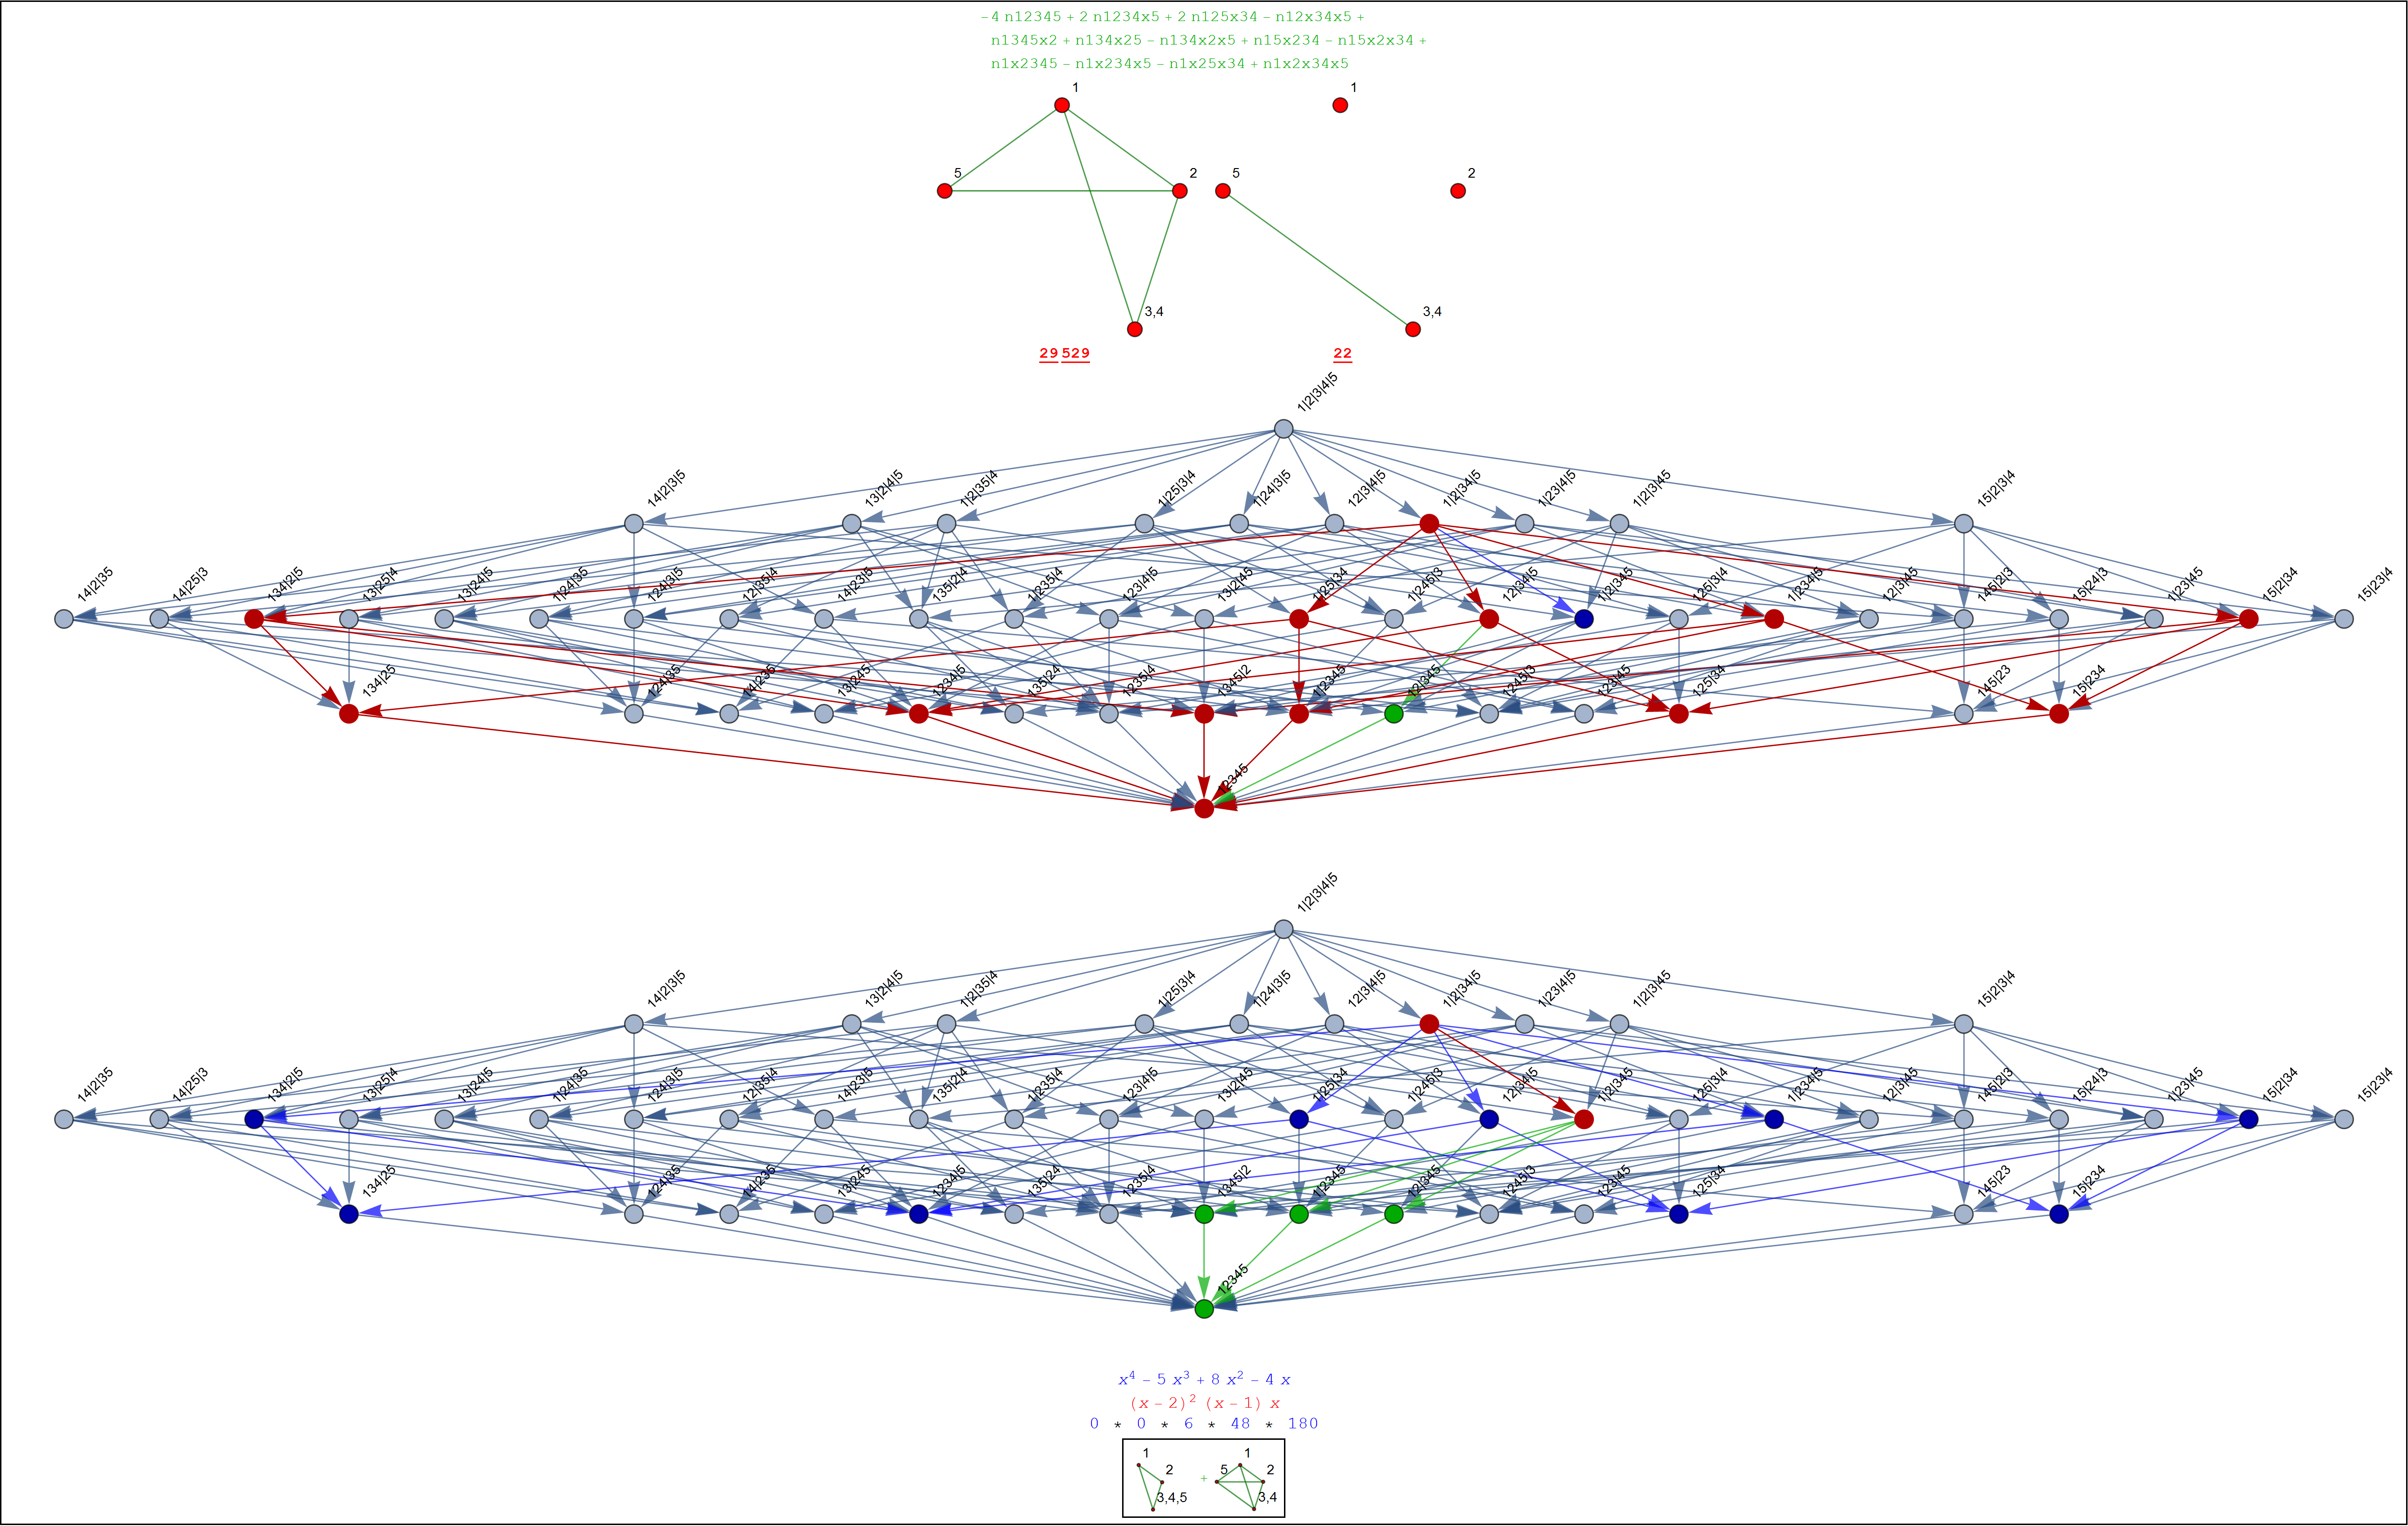 -4 n12345 + 2 n1234x5 + 2 n125x34 - n12x34x5 +
n1345x2 + n134x25 - n134x2x5 + n15x234 - n15x2x34 +
n1x2345 - n1x234x5 - n1x25x34 + n1x2x34x5
1 1
5 2 5 2
3,4 3,4
29 529 22
1|2|3|4|5
14|2|3|5 13|2|4|5 1|2|35|4 1|25|3|4 1|24|3|5 12|3|4|5 1|2|34|5 1|23|4|5 1|2|3|45 15|2|3|4
14|2|35 14|25|3 134|2|5 13|25|4 13|24|5 1|24|35 124|3|5 12|35|4 14|23|5 135|2|4 1|235|4 123|4|5 13|2|45 1|25|34 1|245|3 12|34|5 1|2|345 125|3|4 1|234|5 12|3|45 145|2|3 15|24|3 1|23|45 15|2|34 15|23|4
134|25 124|35 14|235 13|245 1234|5 135|24 1235|4 1345|2 1|2345 12|345 1245|3 123|45 125|34 145|23 15|234
12345
1|2|3|4|5
14|2|3|5 13|2|4|5 1|2|35|4 1|25|3|4 1|24|3|5 12|3|4|5 1|2|34|5 1|23|4|5 1|2|3|45 15|2|3|4
14|2|35 14|25|3 134|2|5 13|25|4 13|24|5 1|24|35 124|3|5 12|35|4 14|23|5 135|2|4 1|235|4 123|4|5 13|2|45 1|25|34 1|245|3 12|34|5 1|2|345 125|3|4 1|234|5 12|3|45 145|2|3 15|24|3 1|23|45 15|2|34 15|23|4
134|25 124|35 14|235 13|245 1234|5 135|24 1235|4 1345|2 1|2345 12|345 1245|3 123|45 125|34 145|23 15|234
12345
x⁴ - 5 x³ + 8 x² - 4 x
(x - 2)² (x - 1) x
0 * 0 * 6 * 48 * 180
1 1
2 + 5 2
3,4,5 3,4